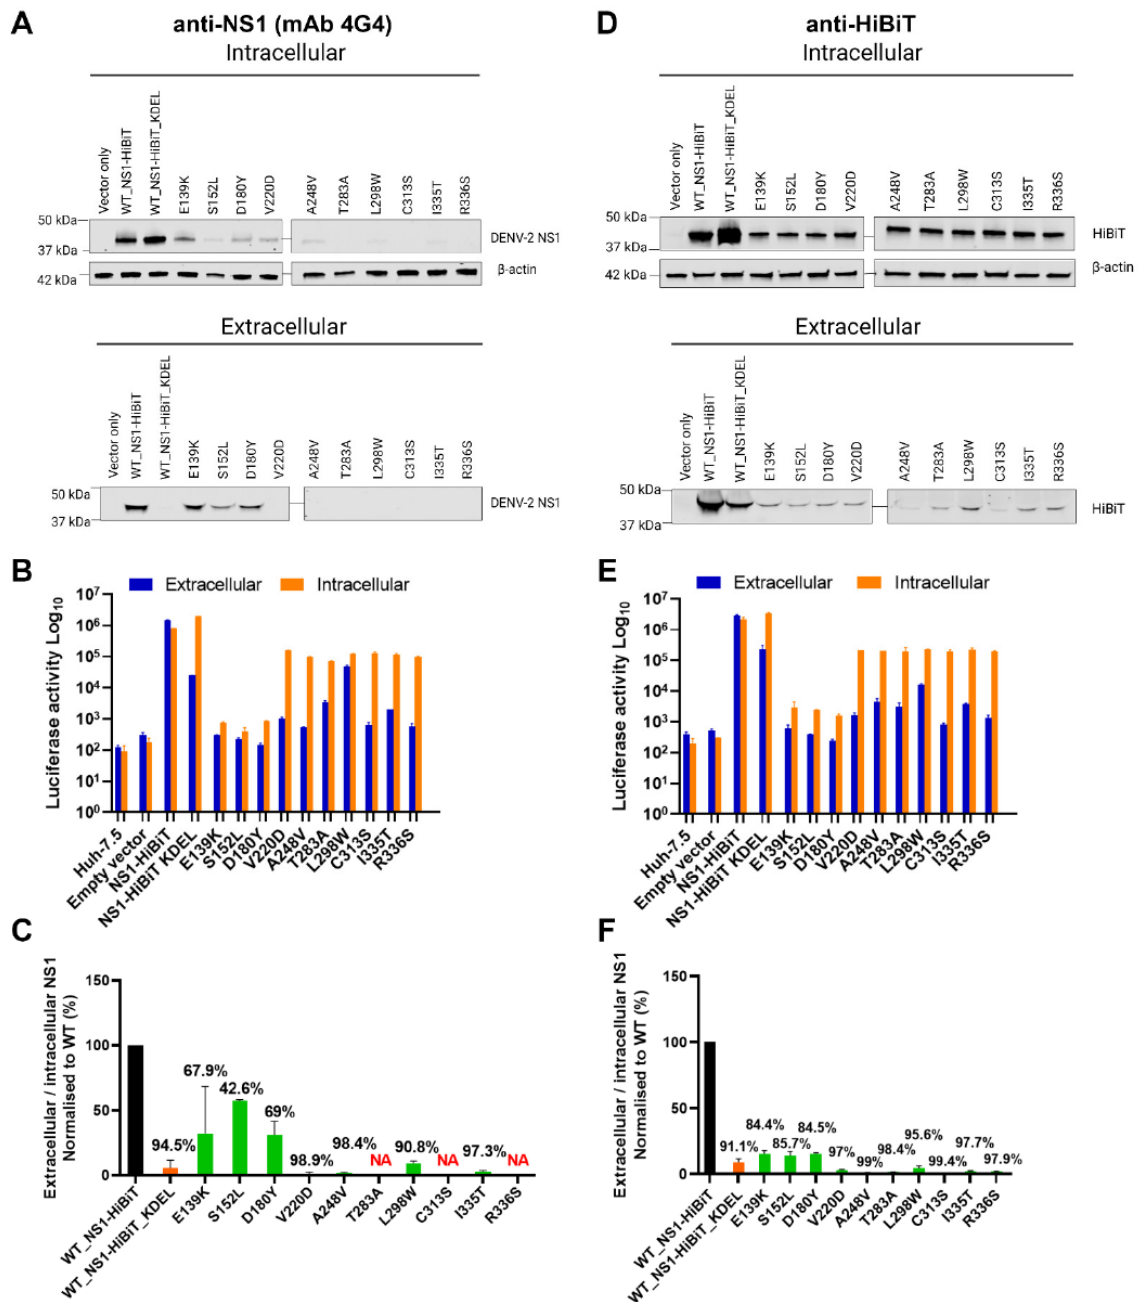 A
anti-NS1 (mAb 4G4)
Intracellular
Vector only
WT_NS1-HiBiT
WT_NS1-HiBiT_KDEL
E139K
S152L
D180Y
V220D
A248V
T283A
L298W
C313S
I335T
R336S
50 kDa
37 kDa
DENV-2 NS1
42 kDa
β-actin
Extracellular
Vector only
WT_NS1-HiBiT
WT_NS1-HiBiT_KDEL
E139K
S152L
D180Y
V220D
A248V
T283A
L298W
C313S
I335T
R336S
50 kDa
37 kDa
DENV-2 NS1
B
Extracellular
Intracellular
Luciferase activity Log10
10^7
10^6
10^5
10^4
10^3
10^2
10^1
10^0
Huh-7.5
Empty vector
NS1-HiBiT
NS1-HiBiT KDEL
E139K
S152L
D180Y
V220D
A248V
T283A
L298W
C313S
I335T
R336S
C
Extracellular / intracellular NS1
Normalised to WT (%)
150
100
50
0
94.5%
67.9%
42.6%
69%
98.9%
98.4%
NA
90.8%
NA
97.3%
NA
WT_NS1-HiBiT
WT_NS1-HiBiT_KDEL
E139K
S152L
D180Y
V220D
A248V
T283A
L298W
C313S
I335T
R336S
D
anti-HiBiT
Intracellular
Vector only
WT_NS1-HiBiT
WT_NS1-HiBiT_KDEL
E139K
S152L
D180Y
V220D
A248V
T283A
L298W
C313S
I335T
R336S
50 kDa
37 kDa
HiBiT
42 kDa
β-actin
Extracellular
Vector only
WT_NS1-HiBiT
WT_NS1-HiBiT_KDEL
E139K
S152L
D180Y
V220D
A248V
T283A
L298W
C313S
I335T
R336S
50 kDa
37 kDa
HiBiT
E
Extracellular
Intracellular
Luciferase activity Log10
10^7
10^6
10^5
10^4
10^3
10^2
10^1
10^0
Huh-7.5
Empty vector
NS1-HiBiT
NS1-HiBiT KDEL
E139K
S152L
D180Y
V220D
A248V
T283A
L298W
C313S
I335T
R336S
F
Extracellular / intracellular NS1
Normalised to WT (%)
150
100
50
0
91.1%
84.4%
85.7%
84.5%
97%
99%
98.4%
95.6%
99.4%
97.7%
97.9%
WT_NS1-HiBiT
WT_NS1-HiBiT_KDEL
E139K
S152L
D180Y
V220D
A248V
T283A
L298W
C313S
I335T
R336S